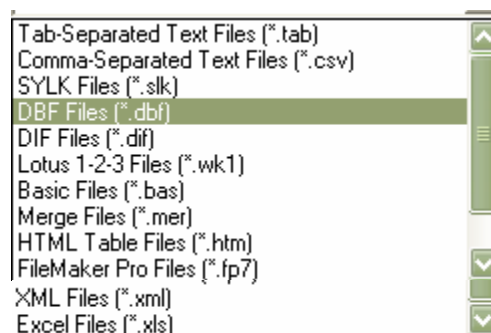 Tab-Separated Text Files (*.tab)
Comma-Separated Text Files (*.csv)
SYLK Files (*.slk)
DBF Files (*.dbf)
DIF Files (*.dif)
Lotus 1-2-3 Files (*.wk1)
Basic Files (*.bas)
Merge Files (*.mer)
HTML Table Files (*.htm)
FileMaker Pro Files (*.fp7)
XML Files (*.xml)
Excel Files (*.xls)